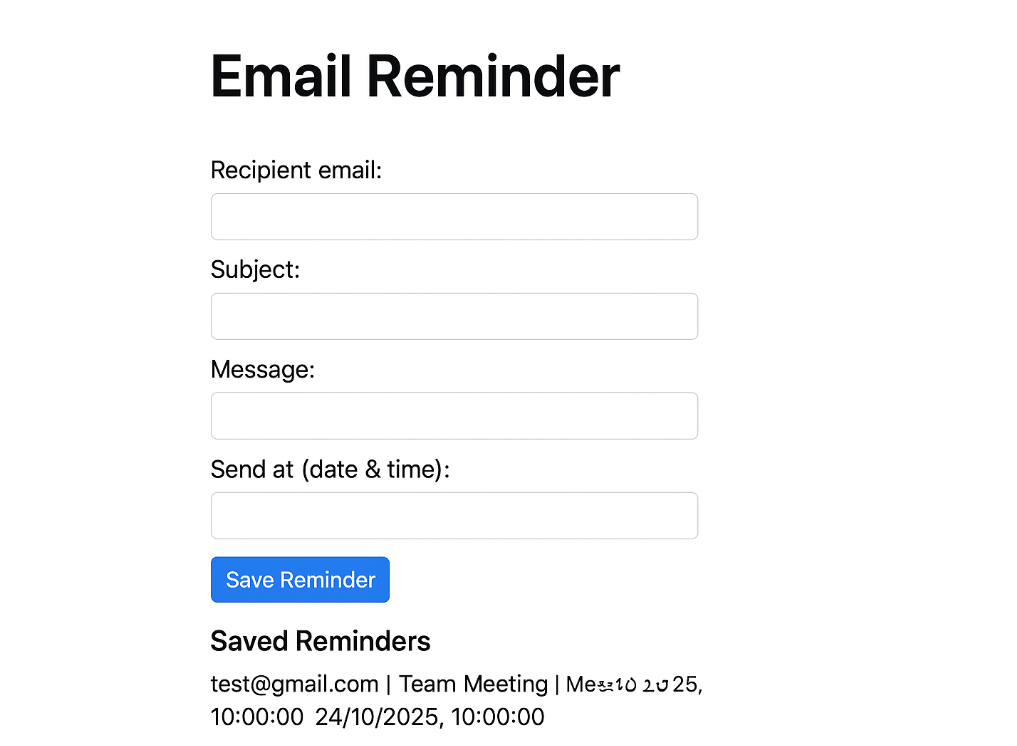 Email Reminder
Recipient email:
Subject:
Message:
Send at (date & time):
Save Reminder
Saved Reminders
test@gmail.com | Team Meeting | 25,
10:00:00 24/10/2025, 10:00:00